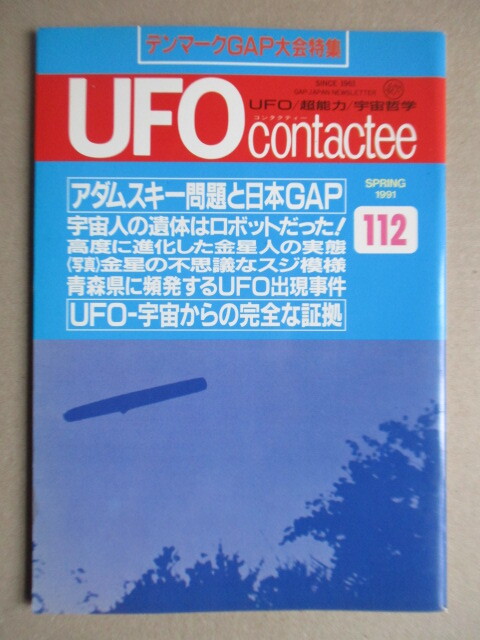 デンマークGAP大会特集
SINCE 1961
GAP-JAPAN NEWSLETTER
UFO/超能力/宇宙哲学
コンタクティー
UFO contactee
アダムスキー問題と日本GAP
SPRING
1991
宇宙人の遺体はロボットだった!
112
高度に進化した金星人の実態
(写真)金星の不思議なスジ模様
青森県に頻発するUFO出現事件
UFO-宇宙からの完全な証拠